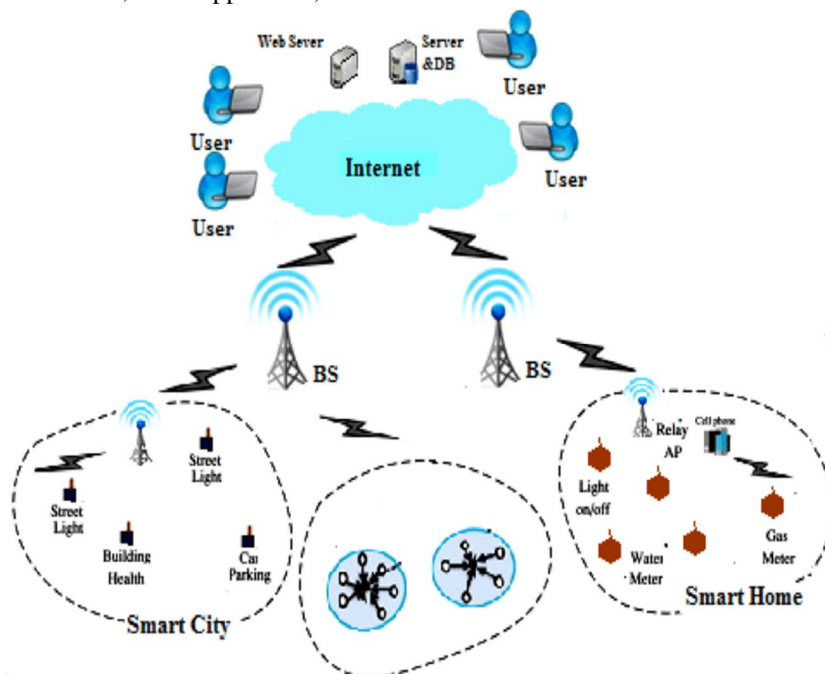 Web Sever
Server
&DB
User
User
Internet
User
User
BS
BS
Street
Light
Relay
AP
Cell phone
Street
Light
Light
on/off
Building
Health
Car
Parking
Water
Meter
Gas
Meter
Smart City
Smart Home